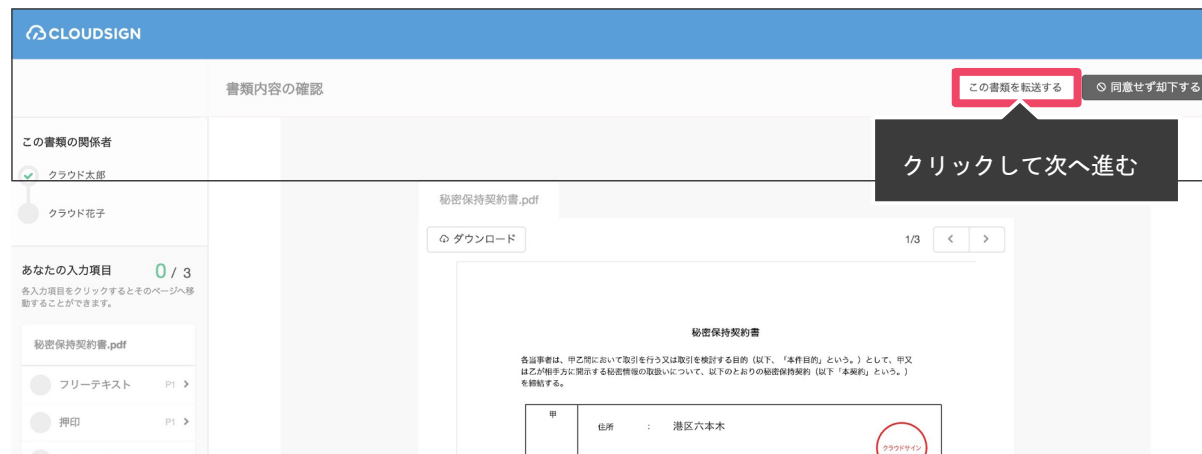 CLOUDSIGN
書類内容の確認
この書類を転送する
同意せず却下する
クリックして次へ進む
この書類の関係者
クラウド太郎
クラウド花子
あなたの入力項目 0 / 3
各入力項目をクリックするとそのページへ移
動することができます。
秘密保持契約書.pdf
フリーテキスト P1
押印 P1
秘密保持契約書.pdf
ダウンロード
1/3
秘密保持契約書
各当事者は、甲乙間において取引を行う又は取引を検討する目的（以下、「本件目的」という。）として、甲又
は乙が相手方に開示する秘密情報の取扱いについて、以下のとおりの秘密保持契約（以下「本契約」という。）
を締結する。
甲
住所 : 港区六本木
クラウドサイン